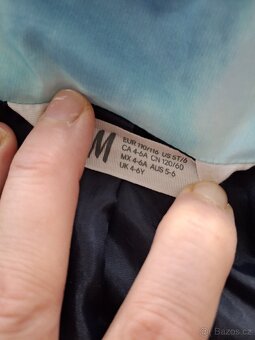 M
EUR 110/116 US 5T/6
CA 4-6A CN 120/60
MX 4-6A AUS 5-6
UK 4-6Y
sbazos.cz